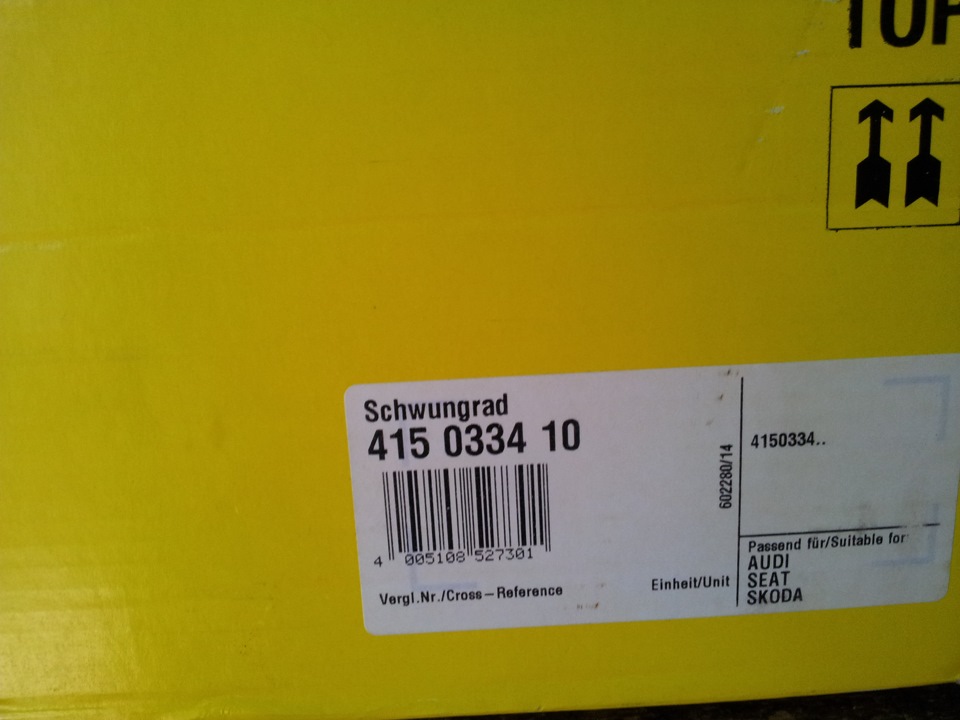 TOP
Schwungrad
415 0334 10
4 005108 527301
Vergl.Nr./Cross-Reference
Einheit/Unit
602280/14
4150334..
Passend für/Suitable for
AUDI
SEAT
SKODA